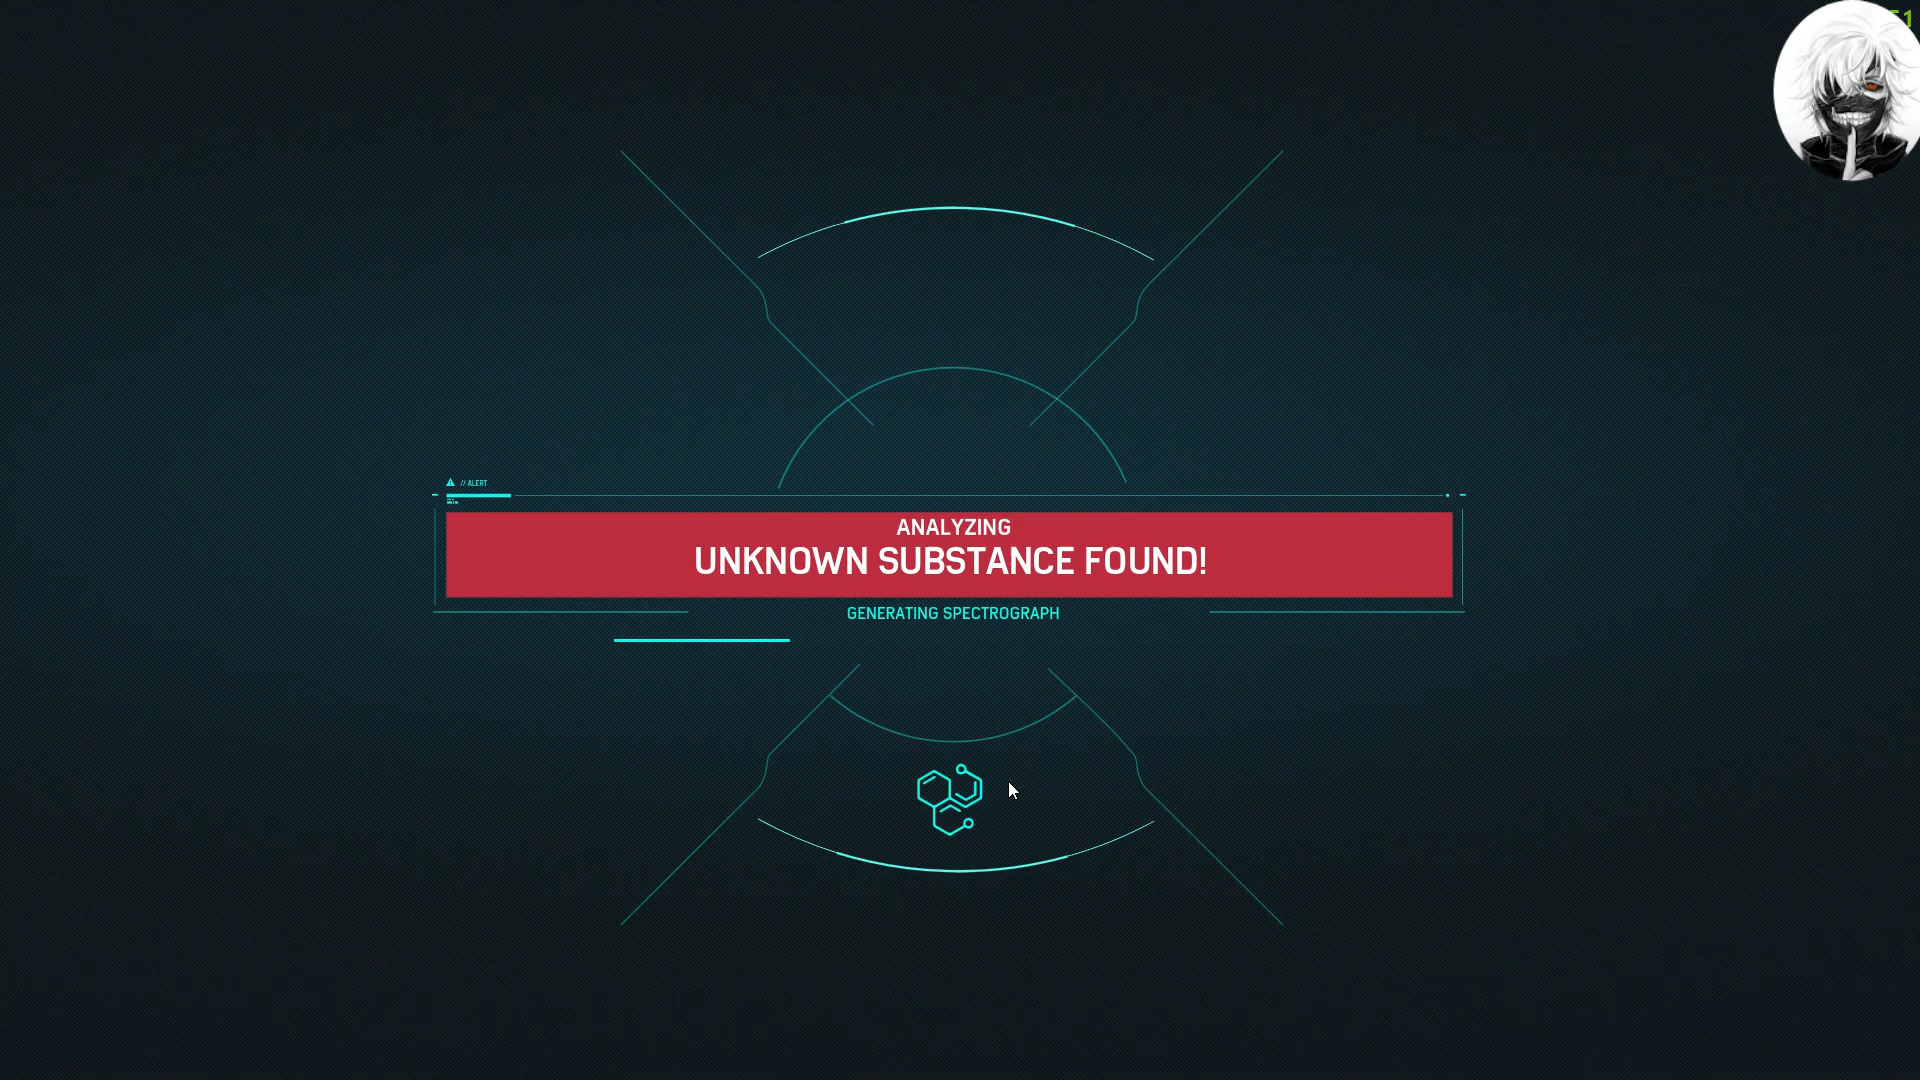 // ALERT
ANALYZING
UNKNOWN SUBSTANCE FOUND!
GENERATING SPECTROGRAPH